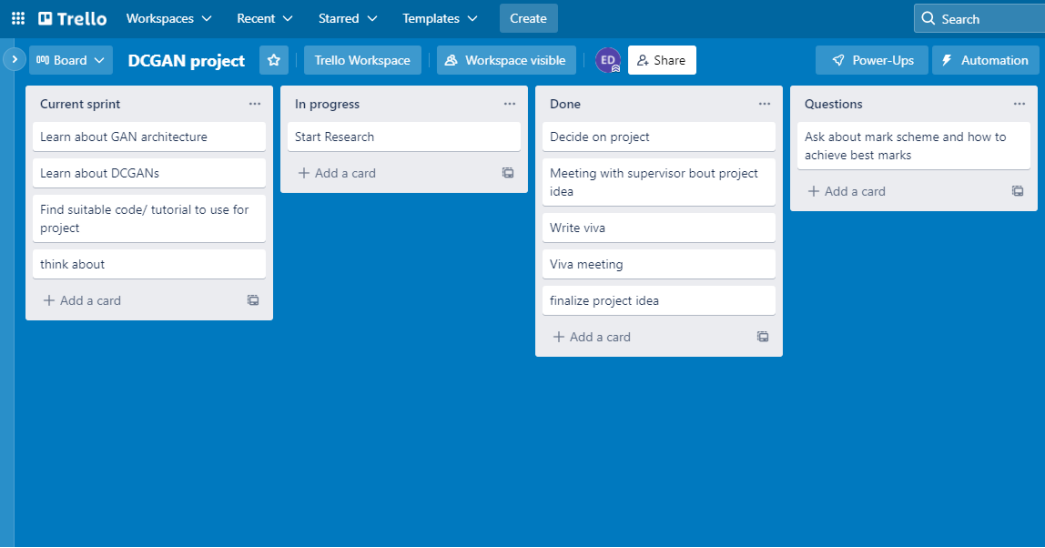 Trello Workspaces Recent Starred Templates Create Search
Board DCGAN project Trello Workspace Workspace visible ED Share Power-Ups Automation
Current sprint
Learn about GAN architecture
Learn about DCGANs
Find suitable code/ tutorial to use for
project
think about
+ Add a card
In progress
Start Research
+ Add a card
Done
Decide on project
Meeting with supervisor bout project
idea
Write viva
Viva meeting
finalize project idea
+ Add a card
Questions
Ask about mark scheme and how to
achieve best marks
+ Add a card